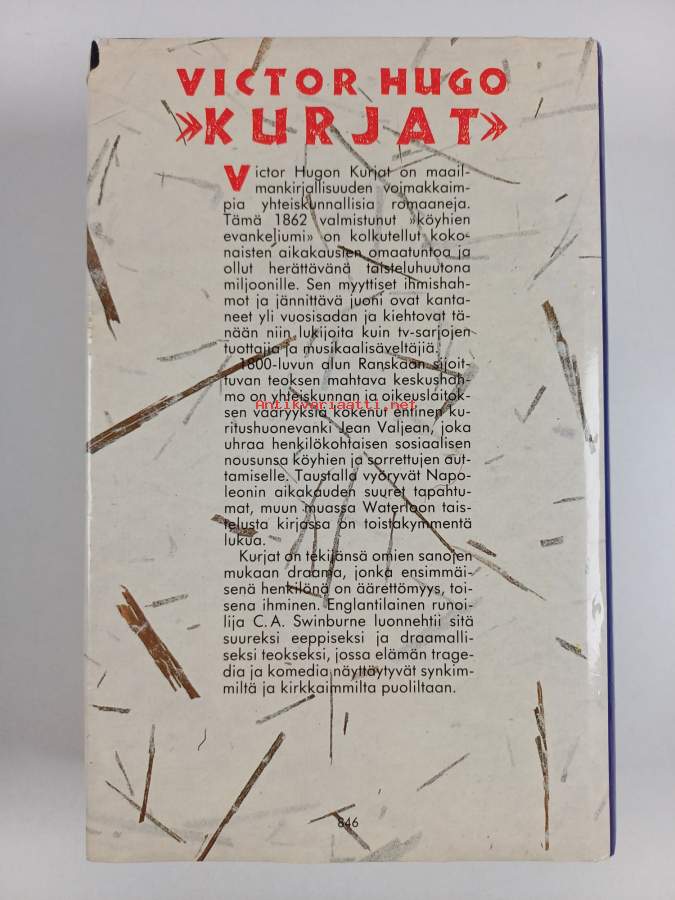 VICTOR HUGO
»KURJAT»
Victor Hugon Kurjat on maail-
mankirjallisuuden voimakkaim-
pia yhteiskunnallisia romaaneja.
Tämä 1862 valmistunut »köyhien
evankeliumi» on kolkutellut koko-
naisten aikakausien omaatuntoa ja
ollut herättävänä taisteluhuutona
miljoonille. Sen myyttiset ihmishah-
mot ja jännittävä juoni ovat kanta-
neet yli vuosisadan ja kiehtovat tä-
nään niin lukijoita kuin tv-sarjojen
tuottajia ja musikaalisäveltäjiä.
1800-luvun alun Ranskaan sijoit-
tuvan teoksen mahtava keskushah-
mo on yhteiskunnan ja oikeuslaitok-
Antikvariaatti.net
sen vääryyksiä kokenut entinen ku-
ritushuonevanki Jean Valjean, joka
uhraa henkilökohtaisen sosiaalisen
nousunsa köyhien ja sorrettujen aut-
tamiselle. Taustalla vyöryvät Napo-
leonin aikakauden suuret tapahtu-
mat, muun muassa Waterloon tais-
telusta kirjassa on toistakymmentä
lukua.
Kurjat on tekijänsä omien sanojen
mukaan draama, jonka ensimmäi-
senä henkilönä on äärettömyys, toi-
sena ihminen. Englantilainen runoi-
lija C. A. Swinburne luonnehtii sitä
suureksi eeppiseksi ja draamalli-
seksi teokseksi, jossa elämän trage-
dia ja komedia näyttäytyvät synkim-
miltä ja kirkkaimmilta puoliltaan.
846